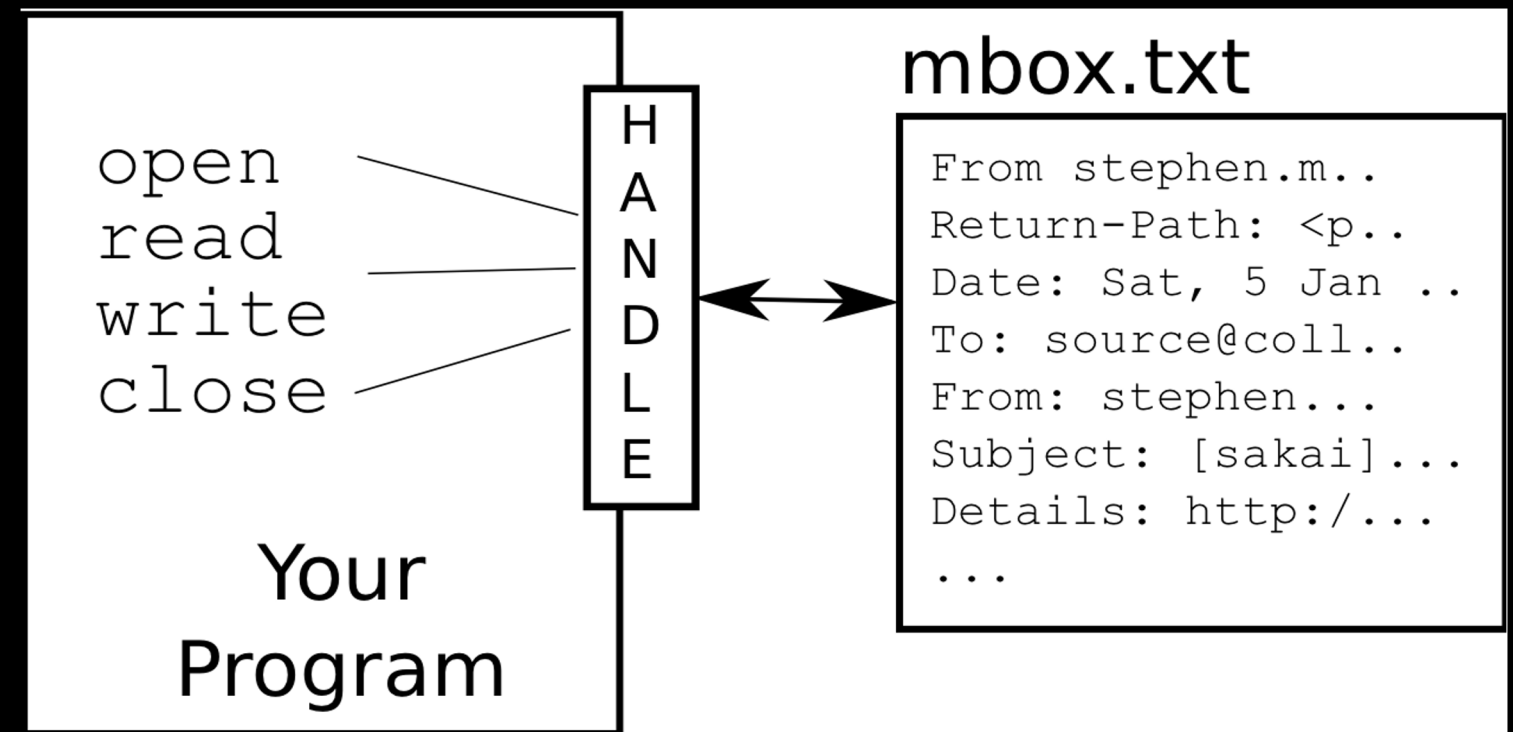 open
read
write
close
Your
Program
H
A
N
D
L
E
mbox.txt
From stephen.m..
Return-Path: <p..
Date: Sat, 5 Jan ..
To: source@coll..
From: stephen...
Subject: [sakai]...
Details: http:/...
...